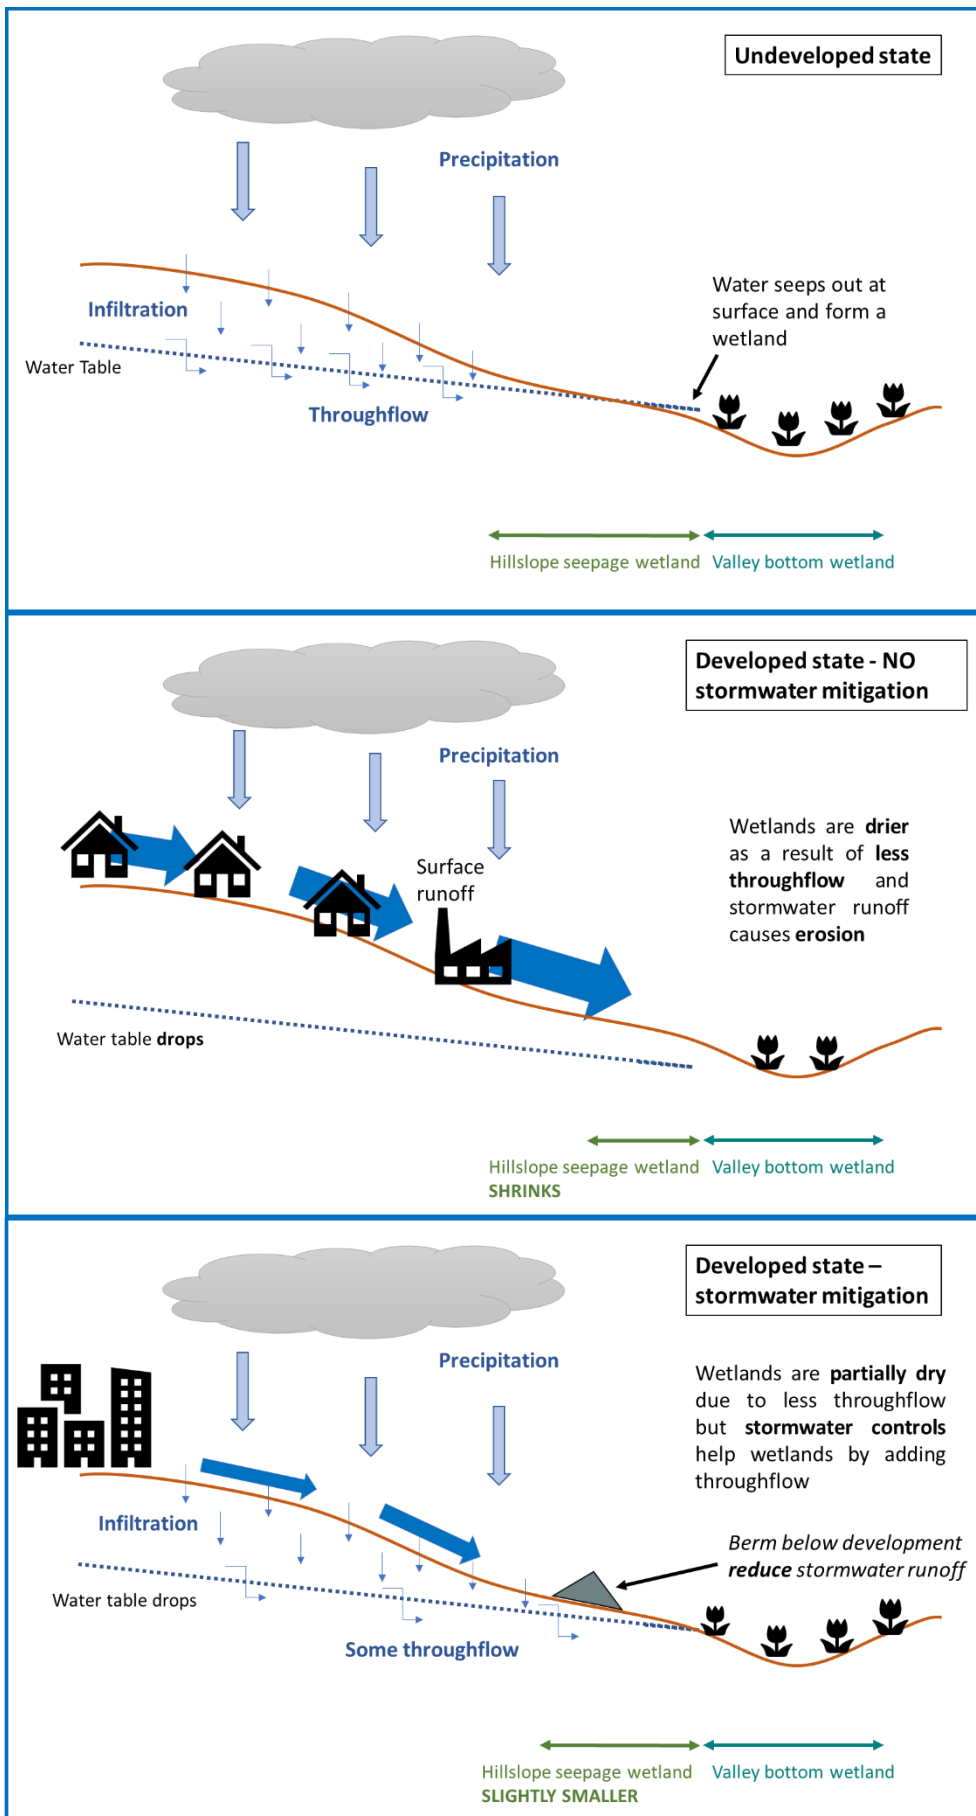 Undeveloped state
Precipitation
Water seeps out at
surface and form a
wetland
Infiltration
Water Table
Throughflow
Hillslope seepage wetland
Valley bottom wetland
Developed state - NO
stormwater mitigation
Precipitation
Wetlands are drier
as a result of less
throughflow and
stormwater runoff
causes erosion
Surface
runoff
Water table drops
Hillslope seepage wetland
SHRINKS
Valley bottom wetland
Developed state –
stormwater mitigation
Precipitation
Wetlands are partially dry
due to less throughflow
but stormwater controls
help wetlands by adding
throughflow
Infiltration
Berm below development
reduce stormwater runoff
Water table drops
Some throughflow
Hillslope seepage wetland
SLIGHTLY SMALLER
Valley bottom wetland